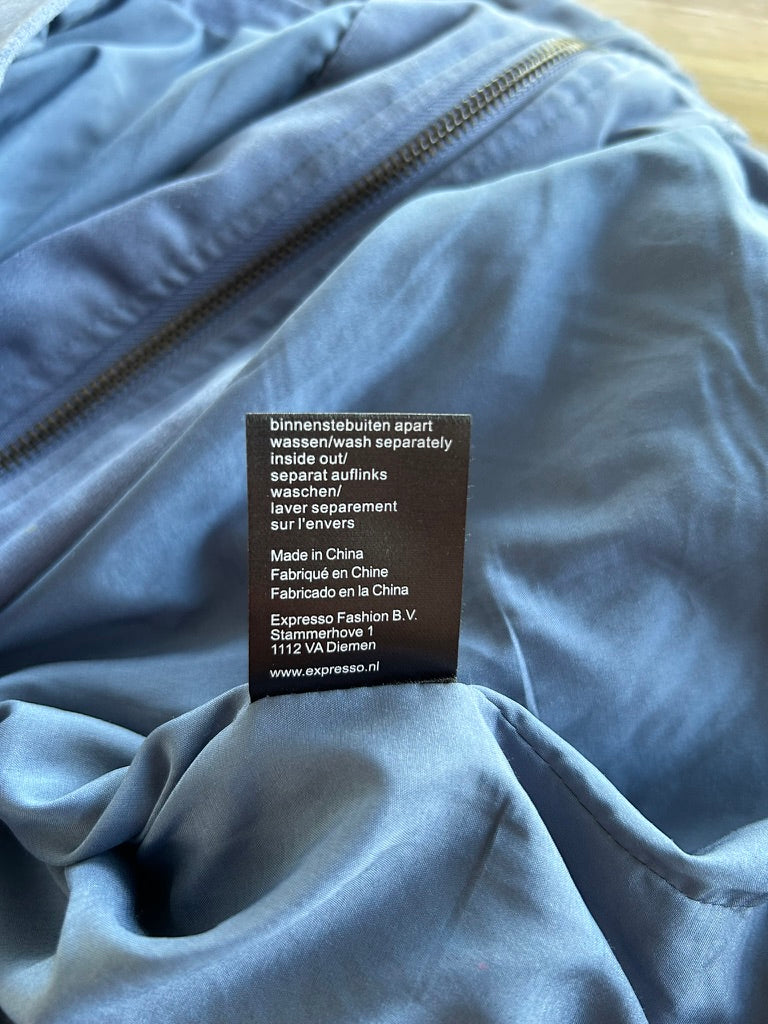 binnenstebuiten apart
wassen/wash separately
inside out/
separat auflinks
waschen/
laver separement
sur l'envers
Made in China
Fabriqué en Chine
Fabricado en la China
Expresso Fashion B.V.
Stammerhove 1
1112 VA Diemen
www.expresso.nl